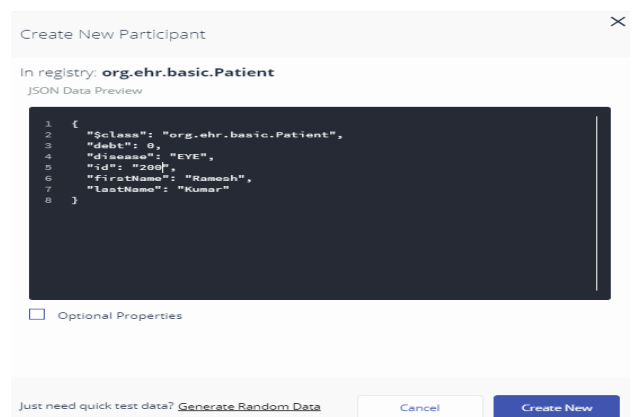 Create New Participant
In registry: org.ehr.basic.Patient
JSON Data Preview
1 {
2 "$class": "org.ehr.basic.Patient",
3 "debt": 0,
4 "disease": "EYE",
5 "id": "200",
6 "firstName": "Ramesh",
7 "lastName": "Kumar"
8 }
Optional Properties
Just need quick test data? Generate Random Data Cancel Create New